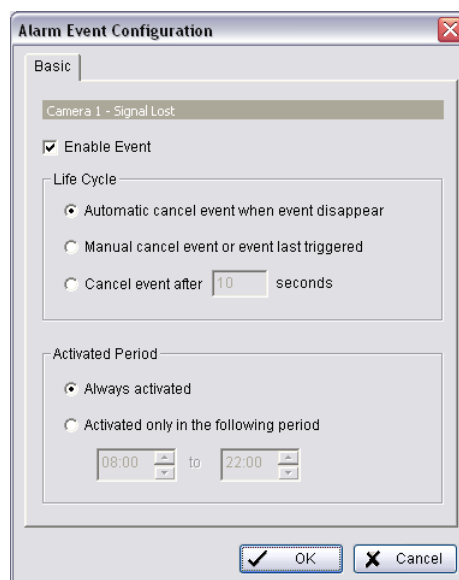 Alarm Event Configuration
Basic
Camera 1 - Signal Lost
Enable Event
Life Cycle
Automatic cancel event when event disappear
Manual cancel event or event last triggered
Cancel event after 10 seconds
Activated Period
Always activated
Activated only in the following period
08:00 to 22:00
OK Cancel